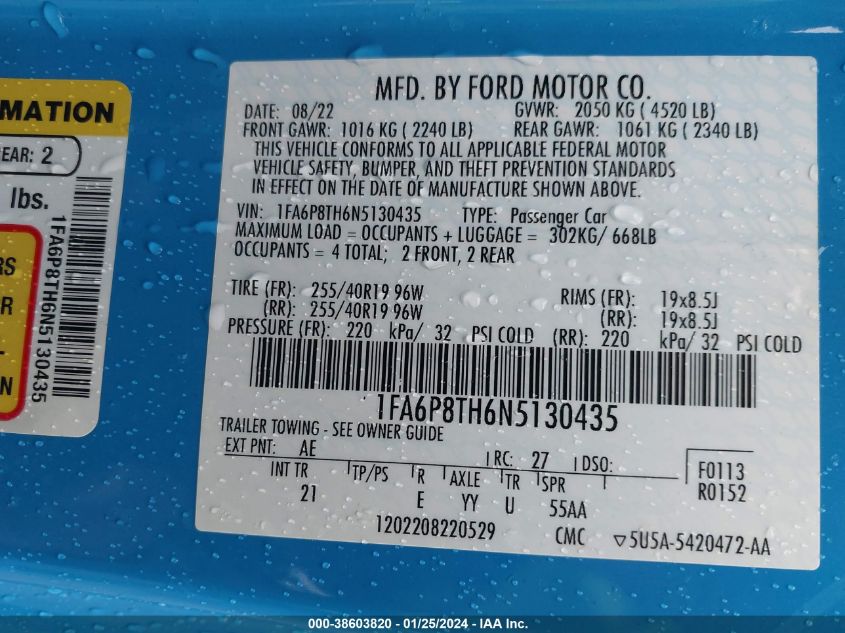 MATION
EAR: 2
lbs.
RS
R
N
1FA6P8TH6N5130435
MFD. BY FORD MOTOR CO.
DATE: 08/22 GVWR: 2050 KG ( 4520 LB)
FRONT GAWR: 1016 KG ( 2240 LB) REAR GAWR: 1061 KG ( 2340 LB)
THIS VEHICLE CONFORMS TO ALL APPLICABLE FEDERAL MOTOR
VEHICLE SAFETY, BUMPER, AND THEFT PREVENTION STANDARDS
IN EFFECT ON THE DATE OF MANUFACTURE SHOWN ABOVE.
VIN: 1FA6P8TH6N5130435 TYPE: Passenger Car
MAXIMUM LOAD = OCCUPANTS + LUGGAGE = 302KG/ 668LB
OCCUPANTS = 4 TOTAL; 2 FRONT, 2 REAR
TIRE (FR): 255/40R19 96W RIMS (FR): 19x8.5J
(RR): 255/40R19 96W (RR): 19x8.5J
PRESSURE (FR): 220 kPa/ 32 PSI COLD (RR): 220 kPa/ 32 PSI COLD
1FA6P8TH6N5130435
TRAILER TOWING - SEE OWNER GUIDE
EXT PNT: AE RC: 27 DSO: F0113
INT TR TP/PS R AXLE TR SPR R0152
21 E YY U 55AA
1202208220529 CMC ▽5U5A-5420472-AA
000-38603820 - 01/25/2024 - IAA Inc.